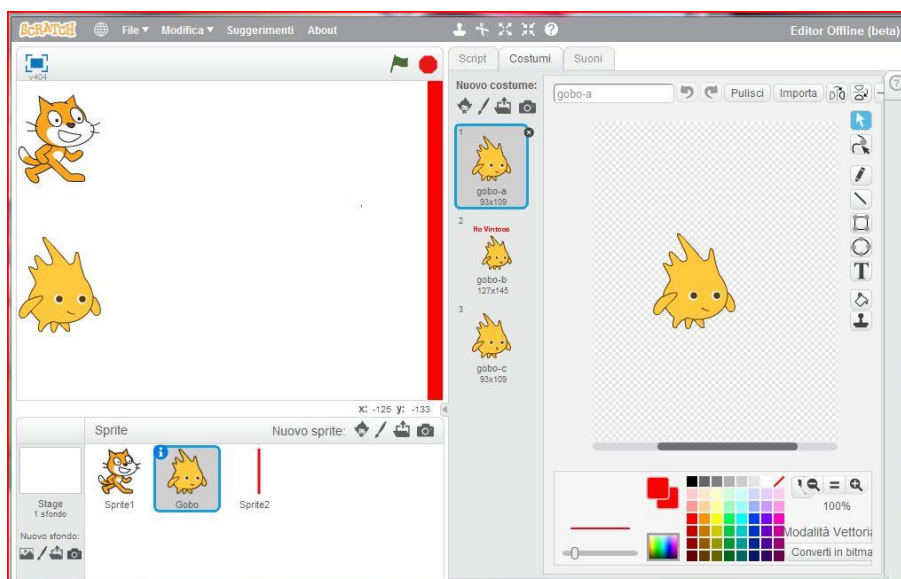 SCRATCH File Modifica Suggerimenti About Editor Offline (beta)
v404
Script Costumi Suoni
Nuovo costume:
gobo-a Pulisci Importa
1
gobo-a
93x109
2
Ho Vintooo
gobo-b
127x145
3
gobo-c
93x109
T
x: -125 y: -133
Sprite Nuovo sprite:
Stage
1 sfondo
Sprite1 Gobo Sprite2
Nuovo sfondo:
100%
Modalità Vettoria
Converti in bitma